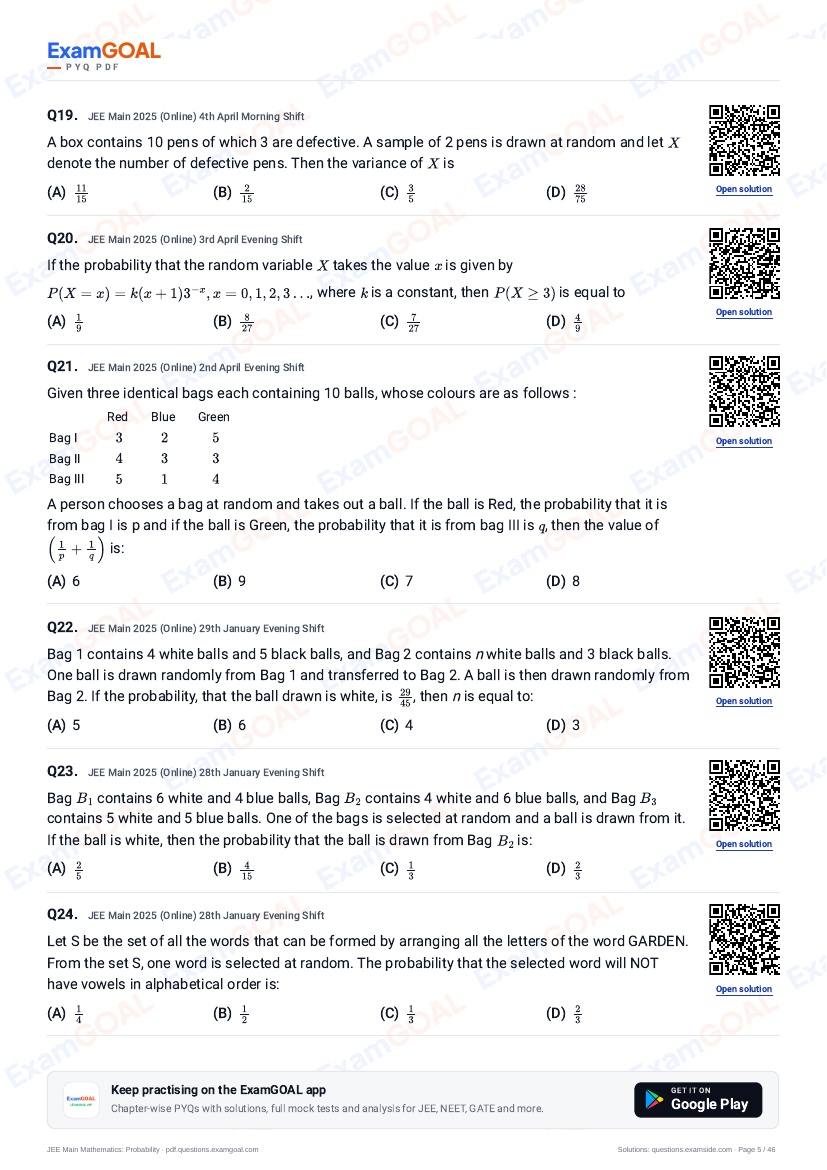 ExamGOAL
PYQ PDF
Q19. JEE Main 2025 (Online) 4th April Morning Shift
A box contains 10 pens of which 3 are defective. A sample of 2 pens is drawn at random and let X
denote the number of defective pens. Then the variance of X is
(A) 11/15 (B) 2/15 (C) 3/5 (D) 28/75
Open solution
Q20. JEE Main 2025 (Online) 3rd April Evening Shift
If the probability that the random variable X takes the value x is given by
P(X = x) = k(x + 1)3^{-x}, x = 0, 1, 2, 3 . . ., where k is a constant, then P(X ≥ 3) is equal to
(A) 1/9 (B) 8/27 (C) 7/27 (D) 4/9
Open solution
Q21. JEE Main 2025 (Online) 2nd April Evening Shift
Given three identical bags each containing 10 balls, whose colours are as follows :
Red Blue Green
Bag I 3 2 5
Bag II 4 3 3
Bag III 5 1 4
A person chooses a bag at random and takes out a ball. If the ball is Red, the probability that it is
from bag I is p and if the ball is Green, the probability that it is from bag III is q, then the value of
(1/p + 1/q) is:
(A) 6 (B) 9 (C) 7 (D) 8
Open solution
Q22. JEE Main 2025 (Online) 29th January Evening Shift
Bag 1 contains 4 white balls and 5 black balls, and Bag 2 contains n white balls and 3 black balls.
One ball is drawn randomly from Bag 1 and transferred to Bag 2. A ball is then drawn randomly from
Bag 2. If the probability, that the ball drawn is white, is 29/45, then n is equal to:
(A) 5 (B) 6 (C) 4 (D) 3
Open solution
Q23. JEE Main 2025 (Online) 28th January Evening Shift
Bag B₁ contains 6 white and 4 blue balls, Bag B₂ contains 4 white and 6 blue balls, and Bag B₃
contains 5 white and 5 blue balls. One of the bags is selected at random and a ball is drawn from it.
If the ball is white, then the probability that the ball is drawn from Bag B₂ is:
(A) 2/5 (B) 4/15 (C) 1/3 (D) 2/3
Open solution
Q24. JEE Main 2025 (Online) 28th January Evening Shift
Let S be the set of all the words that can be formed by arranging all the letters of the word GARDEN.
From the set S, one word is selected at random. The probability that the selected word will NOT
have vowels in alphabetical order is:
(A) 1/4 (B) 1/2 (C) 1/3 (D) 2/3
Open solution
ExamGOAL
Keep practising on the ExamGOAL app
Chapter-wise PYQs with solutions, full mock tests and analysis for JEE, NEET, GATE and more.
GET IT ON
Google Play
JEE Main Mathematics: Probability · pdf.questions.examgoal.com
Solutions: questions.examside.com · Page 5 / 46